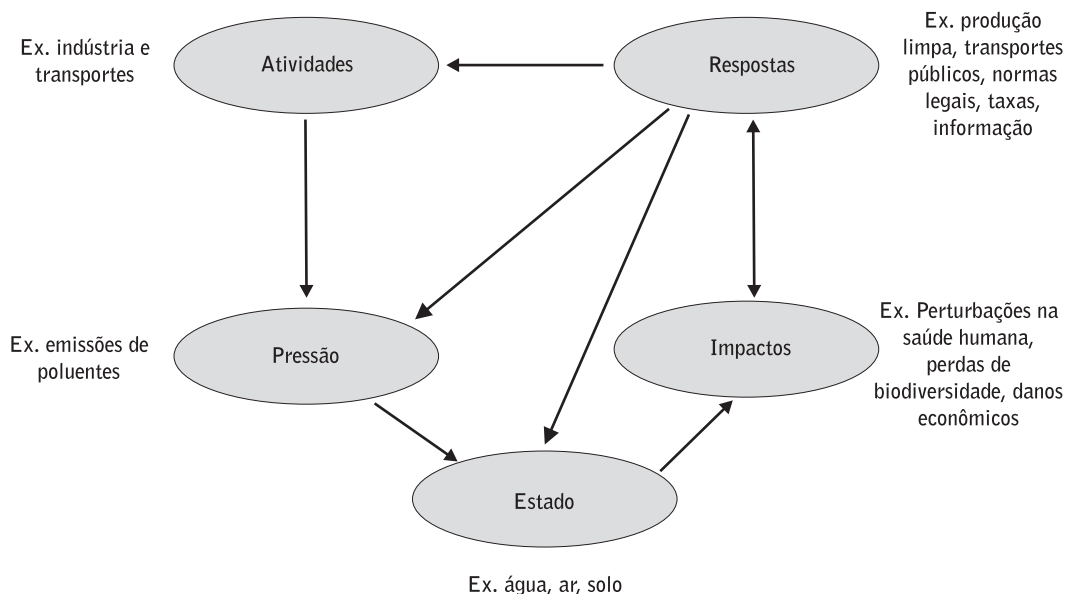 Ex. indústria e
transportes
Atividades
Respostas
Ex. produção
limpa, transportes
públicos, normas
legais, taxas,
informação
Ex. emissões de
poluentes
Pressão
Impactos
Ex. Perturbações na
saúde humana,
perdas de
biodiversidade, danos
econômicos
Estado
Ex. água, ar, solo